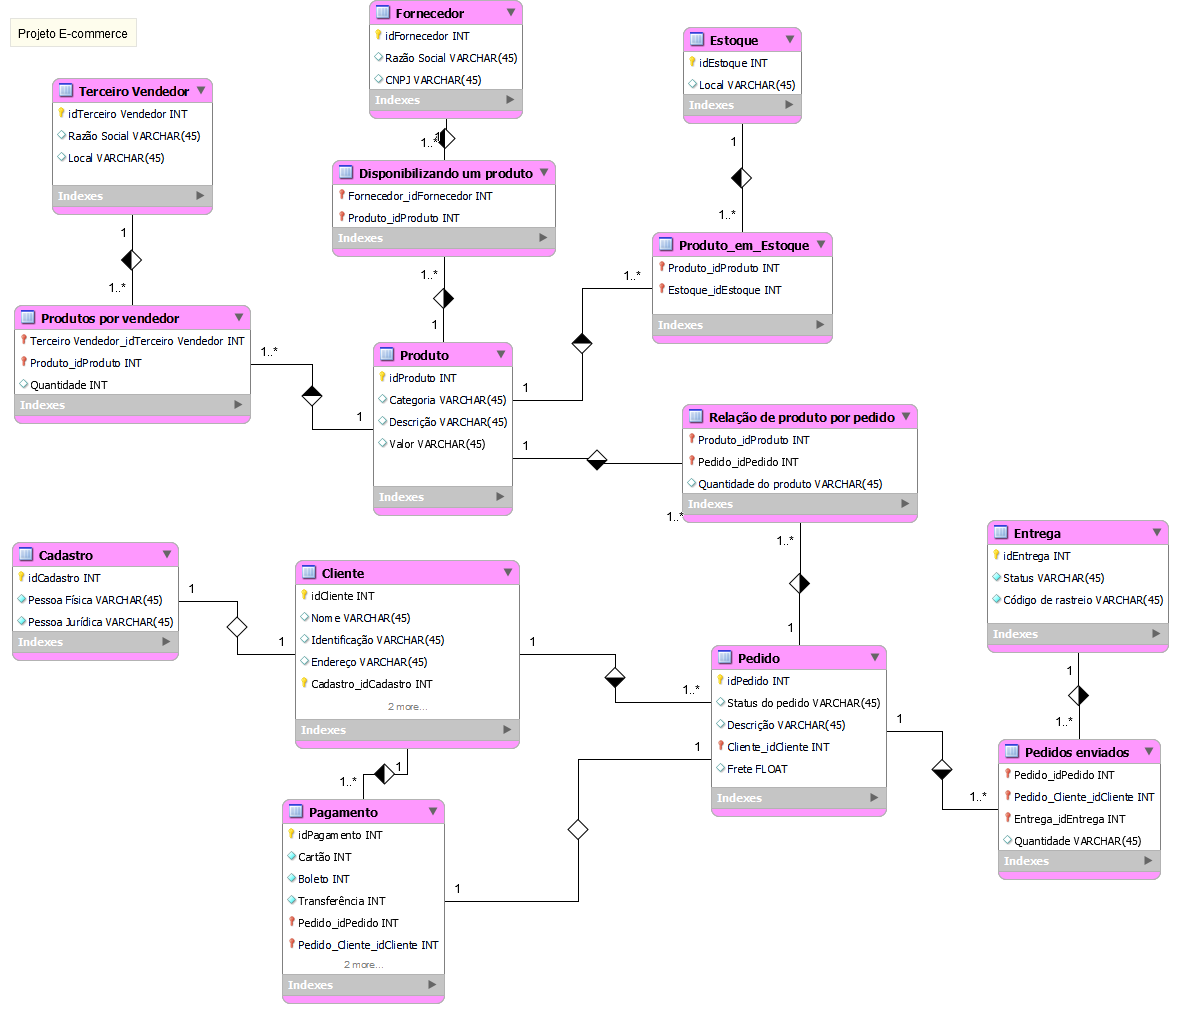 Projeto E-commerce
Fornecedor
idFornecedor INT
Razão Social VARCHAR(45)
CNPJ VARCHAR(45)
Indexes
Estoque
idEstoque INT
Local VARCHAR(45)
Indexes
Terceiro Vendedor
idTerceiro Vendedor INT
Razão Social VARCHAR(45)
Local VARCHAR(45)
Indexes
1
1..*
Disponibilizando um produto
Fornecedor_idFornecedor INT
Produto_idProduto INT
Indexes
1
1..*
1
1..*
Produto_em_Estoque
Produto_idProduto INT
Estoque_idEstoque INT
Indexes
Produtos por vendedor
Terceiro Vendedor_idTerceiro Vendedor INT
Produto_idProduto INT
Quantidade INT
Indexes
1..*
1
1..*
1
Produto
idProduto INT
Categoria VARCHAR(45)
Descrição VARCHAR(45)
Valor VARCHAR(45)
Indexes
1..*
1
1
1..*
Relação de produto por pedido
Produto_idProduto INT
Pedido_idPedido INT
Quantidade do produto VARCHAR(45)
Indexes
Cadastro
idCadastro INT
Pessoa Física VARCHAR(45)
Pessoa Jurídica VARCHAR(45)
Indexes
1
1
Cliente
idCliente INT
Nome VARCHAR(45)
Identificação VARCHAR(45)
Endereço VARCHAR(45)
Cadastro_idCadastro INT
2 more...
Indexes
1
1..*
1..*
1
Pedido
idPedido INT
Status do pedido VARCHAR(45)
Descrição VARCHAR(45)
Cliente_idCliente INT
Frete FLOAT
Indexes
Entrega
idEntrega INT
Status VARCHAR(45)
Código de rastreio VARCHAR(45)
Indexes
1
1..*
1
1..*
Pedidos enviados
Pedido_idPedido INT
Pedido_Cliente_idCliente INT
Entrega_idEntrega INT
Quantidade VARCHAR(45)
Indexes
1
1..*
Pagamento
idPagamento INT
Cartão INT
Boleto INT
Transferência INT
Pedido_idPedido INT
Pedido_Cliente_idCliente INT
2 more...
Indexes
1
1